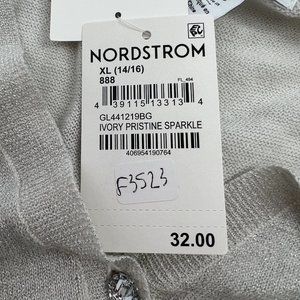 NORDSTROM
XL (14/16)
888
FL_494
4 39115 13313 4
GL441219BG
IVORY PRISTINE SPARKLE
406954190764
F3523
32.00